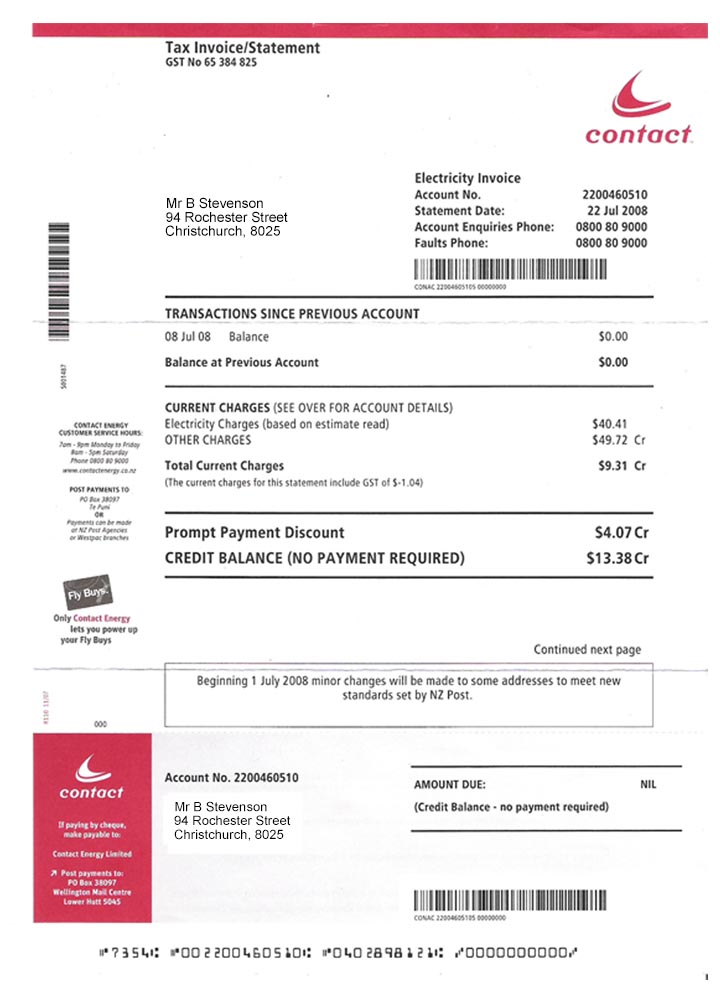 Tax Invoice/Statement
GST No 65 384 825
contact
Electricity Invoice
Account No. 2200460510
Statement Date: 22 Jul 2008
Account Enquiries Phone: 0800 80 9000
Faults Phone: 0800 80 9000
Mr B Stevenson
94 Rochester Street
Christchurch, 8025
CONAC 22004605105 00000000
TRANSACTIONS SINCE PREVIOUS ACCOUNT
08 Jul 08 Balance $0.00
Balance at Previous Account $0.00
S001487
CURRENT CHARGES (SEE OVER FOR ACCOUNT DETAILS)
Electricity Charges (based on estimate read) $40.41
OTHER CHARGES $49.72 Cr
Total Current Charges $9.31 Cr
(The current charges for this statement include GST of $-1.04)
CONTACT ENERGY
CUSTOMER SERVICE HOURS:
7am - 9pm Monday to Friday
8am - 5pm Saturday
Phone 0800 80 9000
www.contactenergy.co.nz
POST PAYMENTS TO
PO Box 38097
Te Puni
OR
Payments can be made
at NZ Post Agencies
or Westpac branches
Prompt Payment Discount $4.07 Cr
CREDIT BALANCE (NO PAYMENT REQUIRED) $13.38 Cr
Fly Buys
Only Contact Energy
lets you power up
your Fly Buys
Continued next page
Beginning 1 July 2008 minor changes will be made to some addresses to meet new
standards set by NZ Post.
4110 11/07
000
contact
If paying by cheque,
make payable to:
Contact Energy Limited
Post payments to:
PO Box 38097
Wellington Mail Centre
Lower Hutt 5045
Account No. 2200460510
Mr B Stevenson
94 Rochester Street
Christchurch, 8025
AMOUNT DUE: NIL
(Credit Balance - no payment required)
CONAC 22004605105 00000000
⑈7354⑆ ⑈002200460510⑆ ⑈0402898121⑆ ⑇0000000000⑇